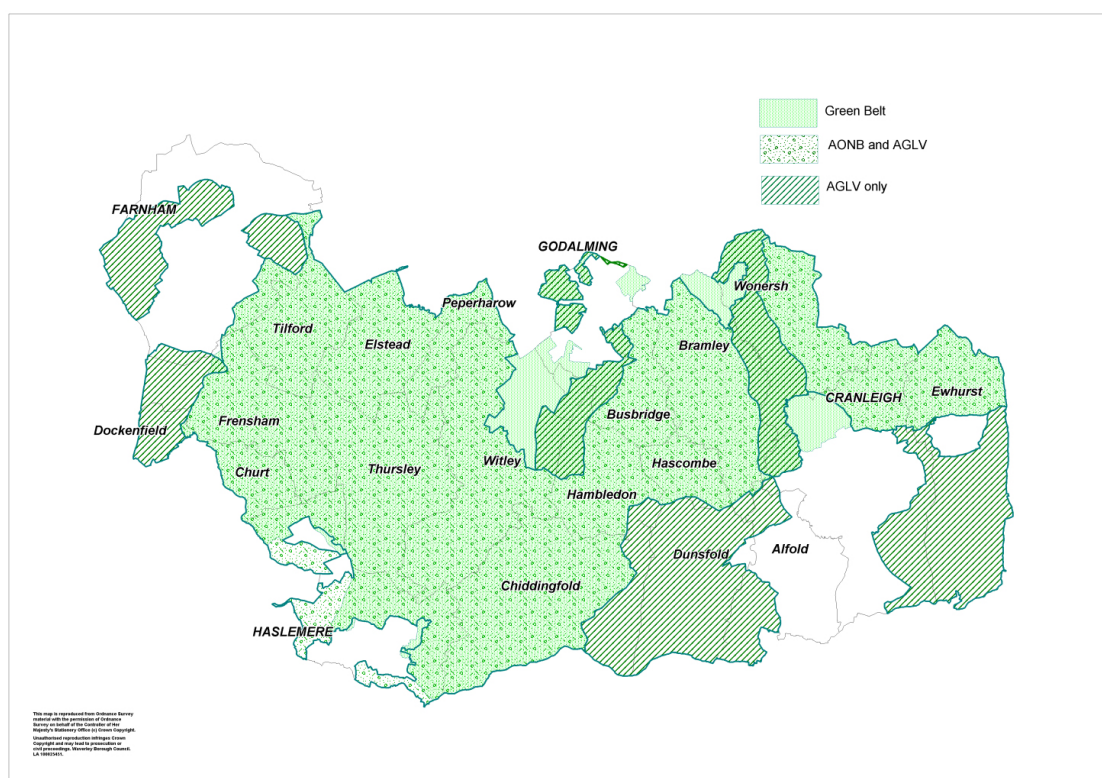 Green Belt
AONB and AGLV
AGLV only
FARNHAM
GODALMING
Wonersh
Peperharow
Tilford
Elstead
Bramley
CRANLEIGH
Ewhurst
Frensham
Busbridge
Dockenfield
Churt
Thursley
Witley
Hascombe
Hambledon
Dunsfold
Alfold
Chiddingfold
HASLEMERE
This map is reproduced from Ordnance Survey
material with the permission of Ordnance
Survey on behalf of the Controller of Her
Majesty's Stationery Office (c) Crown Copyright.
Unauthorised reproduction infringes Crown
Copyright and may lead to prosecution or
civil proceedings. Waverley Borough Council.